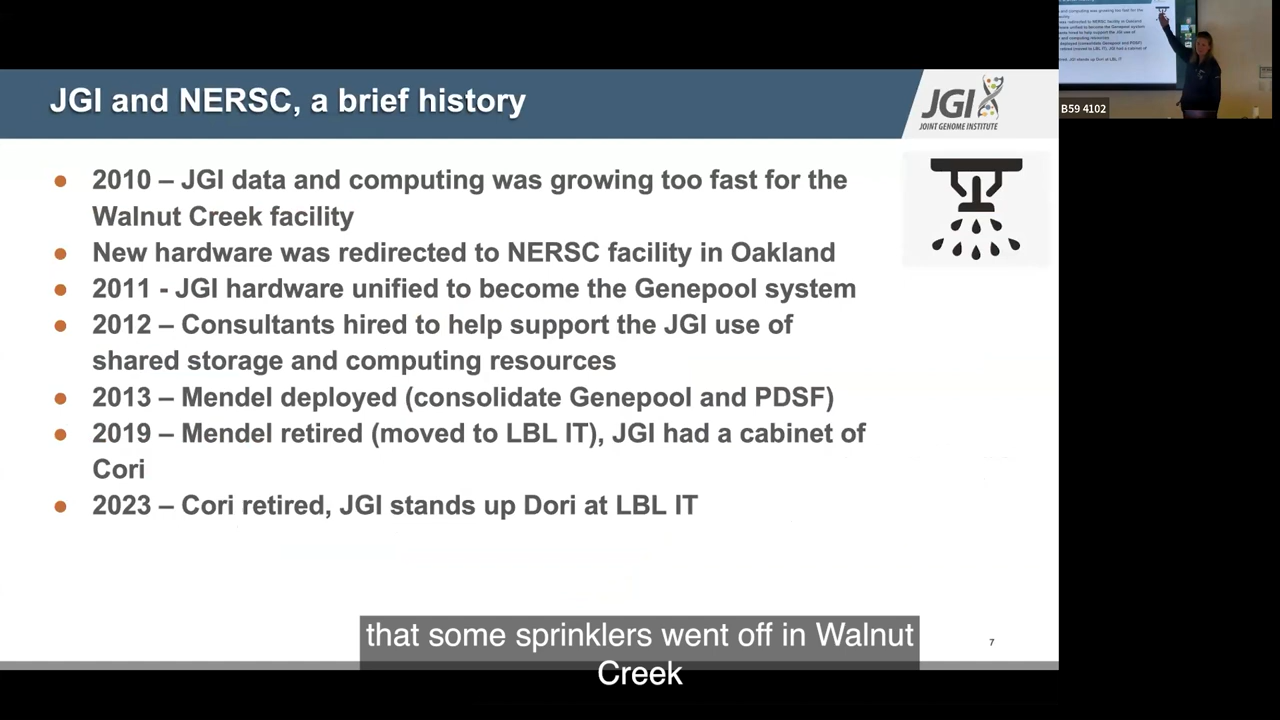 JGI and NERSC, a brief history
JGI
JOINT GENOME INSTITUTE
2010 – JGI data and computing was growing too fast for the
Walnut Creek facility
New hardware was redirected to NERSC facility in Oakland
2011 - JGI hardware unified to become the Genepool system
2012 – Consultants hired to help support the JGI use of
shared storage and computing resources
2013 – Mendel deployed (consolidate Genepool and PDSF)
2019 – Mendel retired (moved to LBL IT), JGI had a cabinet of
Cori
2023 – Cori retired, JGI stands up Dori at LBL IT
7
that some sprinklers went off in Walnut
Creek
B59 4102